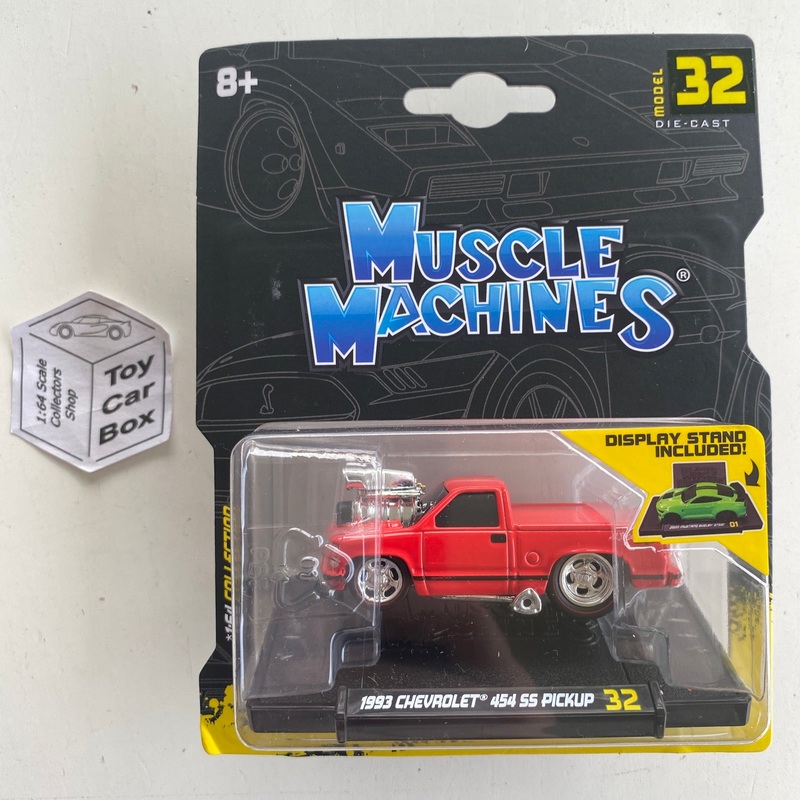 8+
MODEL
32
DIE-CAST
MUSCLE
MACHINES®
1:64 Scale
Collectors
Shop
Toy
Car
Box
DISPLAY STAND
INCLUDED!
01
*1:64 COLLECTION
1993 CHEVROLET® 454 SS PICKUP 32